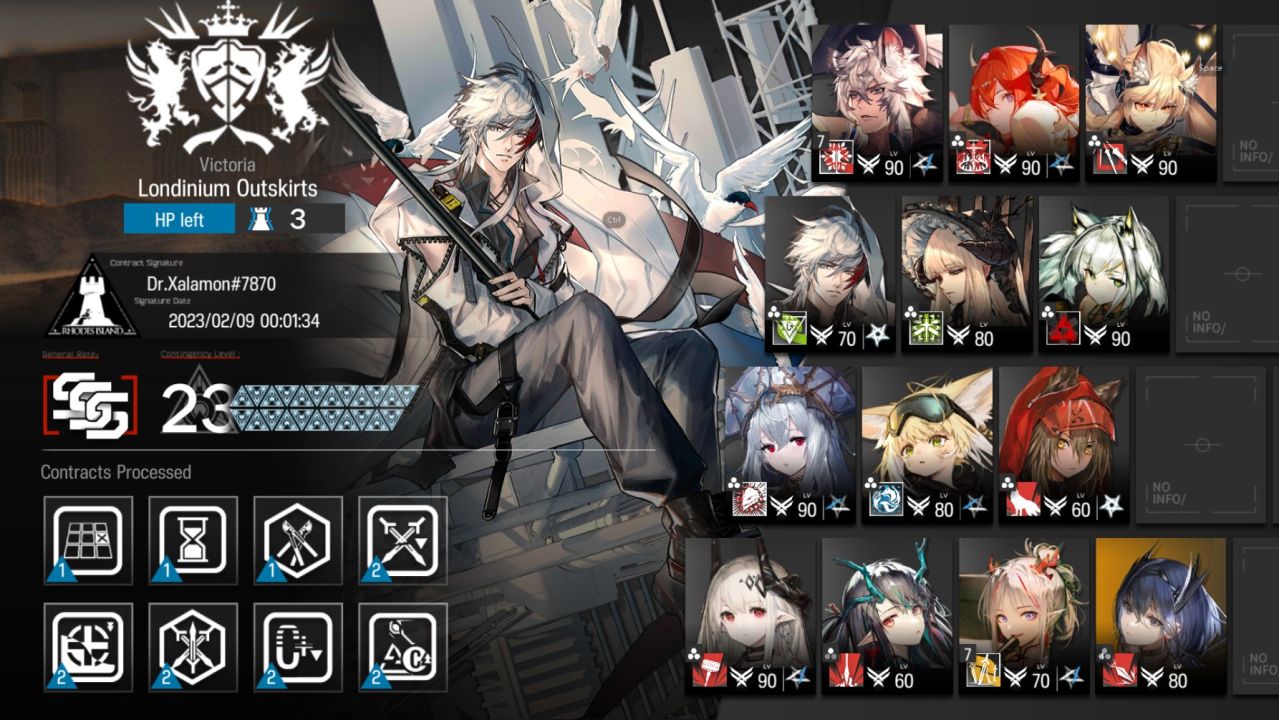 Victoria
Londinium Outskirts
HP left 3
Contract Signature
Dr.Xalamon#7870
Signature Date
2023/02/09 00:01:34
RHODES ISLAND
General Rate:
Contingency Level:
SSS
23
Contracts Processed
1
1
1
2
2
2
2
2
Ctrl
Space
7
LV
90
LV
90
LV
90
NO
INFO/
LV
70
LV
80
LV
90
NO
INFO/
LV
90
LV
80
LV
60
NO
INFO/
LV
90
LV
60
7
LV
70
LV
80
NO
INFO